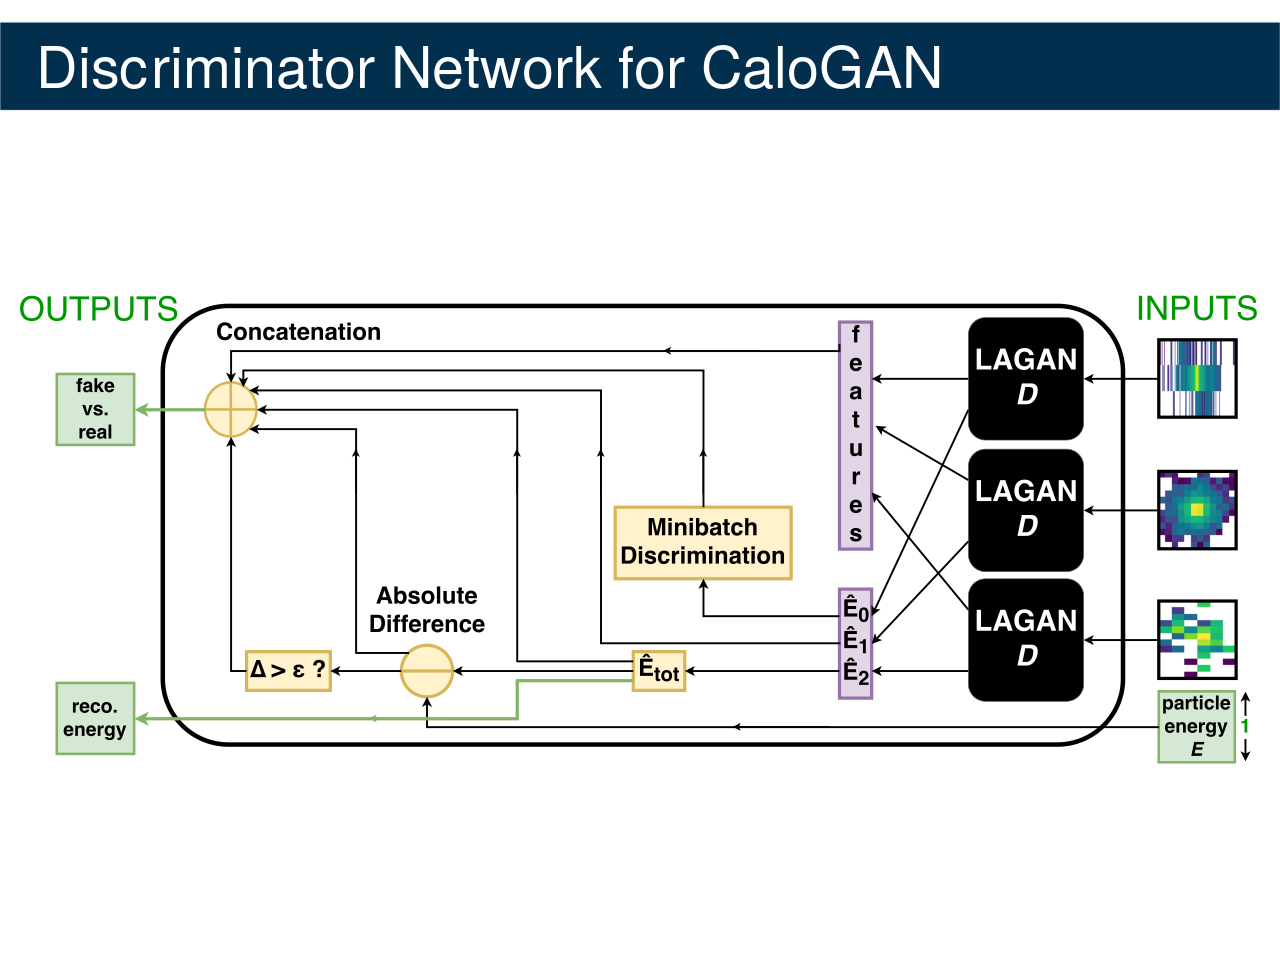 Discriminator Network for CaloGAN
OUTPUTS
INPUTS
Concatenation
fake
vs.
real
f
e
a
t
u
r
e
s
LAGAN
D
LAGAN
D
LAGAN
D
Minibatch
Discrimination
Absolute
Difference
Ê0
Ê1
Ê2
Δ > ε ?
Êtot
reco.
energy
particle
energy
E
1